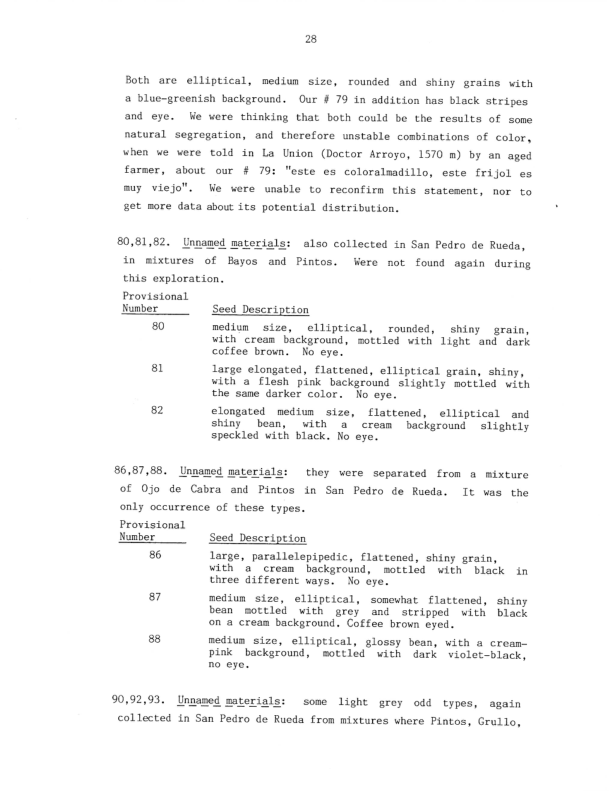 28
Both are elliptical, medium size, rounded and shiny grains with
a blue-greenish background. Our # 79 in addition has black stripes
and eye. We were thinking that both could be the results of some
natural segregation, and therefore unstable combinations of color,
when we were told in La Union (Doctor Arroyo, 1570 m) by an aged
farmer, about our # 79: "este es coloralmadillo, este frijol es
muy viejo". We were unable to reconfirm this statement, nor to
get more data about its potential distribution.
80,81,82. Unnamed materials: also collected in San Pedro de Rueda,
in mixtures of Bayos and Pintos. Were not found again during
this exploration.
Provisional
Number Seed Description
80 medium size, elliptical, rounded, shiny grain,
with cream background, mottled with light and dark
coffee brown. No eye.
81 large elongated, flattened, elliptical grain, shiny,
with a flesh pink background slightly mottled with
the same darker color. No eye.
82 elongated medium size, flattened, elliptical and
shiny bean, with a cream background slightly
speckled with black. No eye.
86,87,88. Unnamed materials: they were separated from a mixture
of Ojo de Cabra and Pintos in San Pedro de Rueda. It was the
only occurrence of these types.
Provisional
Number Seed Description
86 large, parallelepipedic, flattened, shiny grain,
with a cream background, mottled with black in
three different ways. No eye.
87 medium size, elliptical, somewhat flattened, shiny
bean mottled with grey and stripped with black
on a cream background. Coffee brown eyed.
88 medium size, elliptical, glossy bean, with a cream-
pink background, mottled with dark violet-black,
no eye.
90,92,93. Unnamed materials: some light grey odd types, again
collected in San Pedro de Rueda from mixtures where Pintos, Grullo,